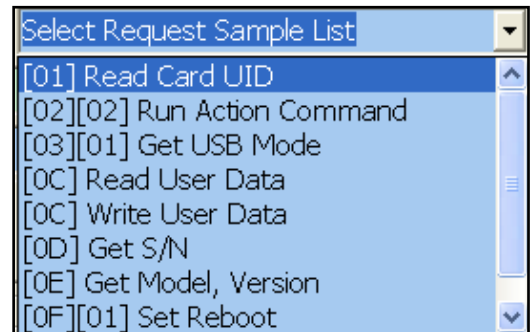 Select Request Sample List
[01] Read Card UID
[02][02] Run Action Command
[03][01] Get USB Mode
[0C] Read User Data
[0C] Write User Data
[0D] Get S/N
[0E] Get Model, Version
[0F][01] Set Reboot